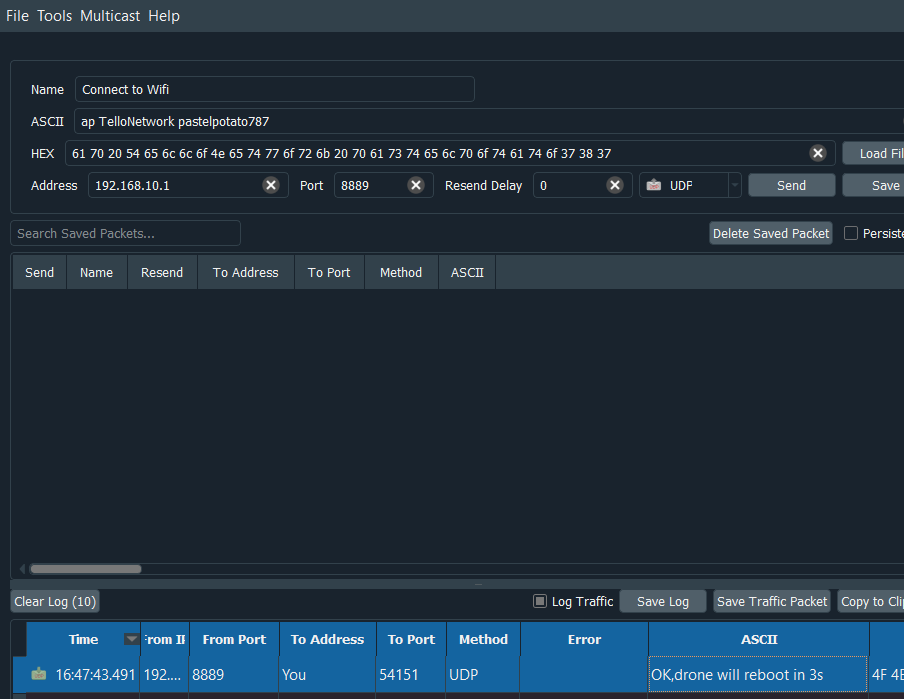 File Tools Multicast Help
Name Connect to Wifi
ASCII ap TelloNetwork pastelpotato787
HEX 61 70 20 54 65 6c 6c 6f 4e 65 74 77 6f 72 6b 20 70 61 73 74 65 6c 70 6f 74 61 74 6f 37 38 37 Load Fil
Address 192.168.10.1 Port 8889 Resend Delay 0 UDP Send Save
Search Saved Packets... Delete Saved Packet Persiste
Send Name Resend To Address To Port Method ASCII
Clear Log (10) Log Traffic Save Log Save Traffic Packet Copy to Cli
Time From IP From Port To Address To Port Method Error ASCII
16:47:43.491 192.... 8889 You 54151 UDP OK,drone will reboot in 3s 4F 4B